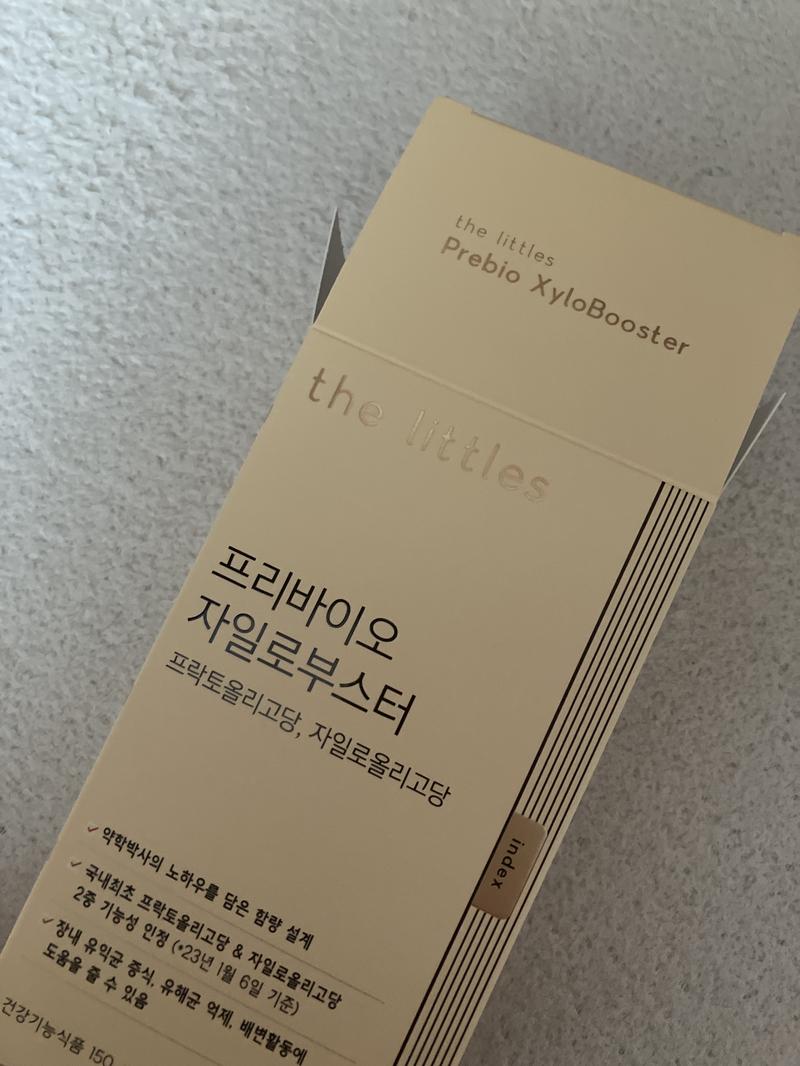 the littles
Prebio XyloBooster
the littles
프리바이오
자일로부스터
프락토올리고당, 자일로올리고당
index
약학박사의 노하우를 담은 함량 설계
국내최초 프락토올리고당 & 자일로올리고당
2중 기능성 인정 (*23년 1월 6일 기준)
장내 유익균 증식, 유해균 억제, 배변활동에
도움을 줄 수 있음
건강기능식품 150